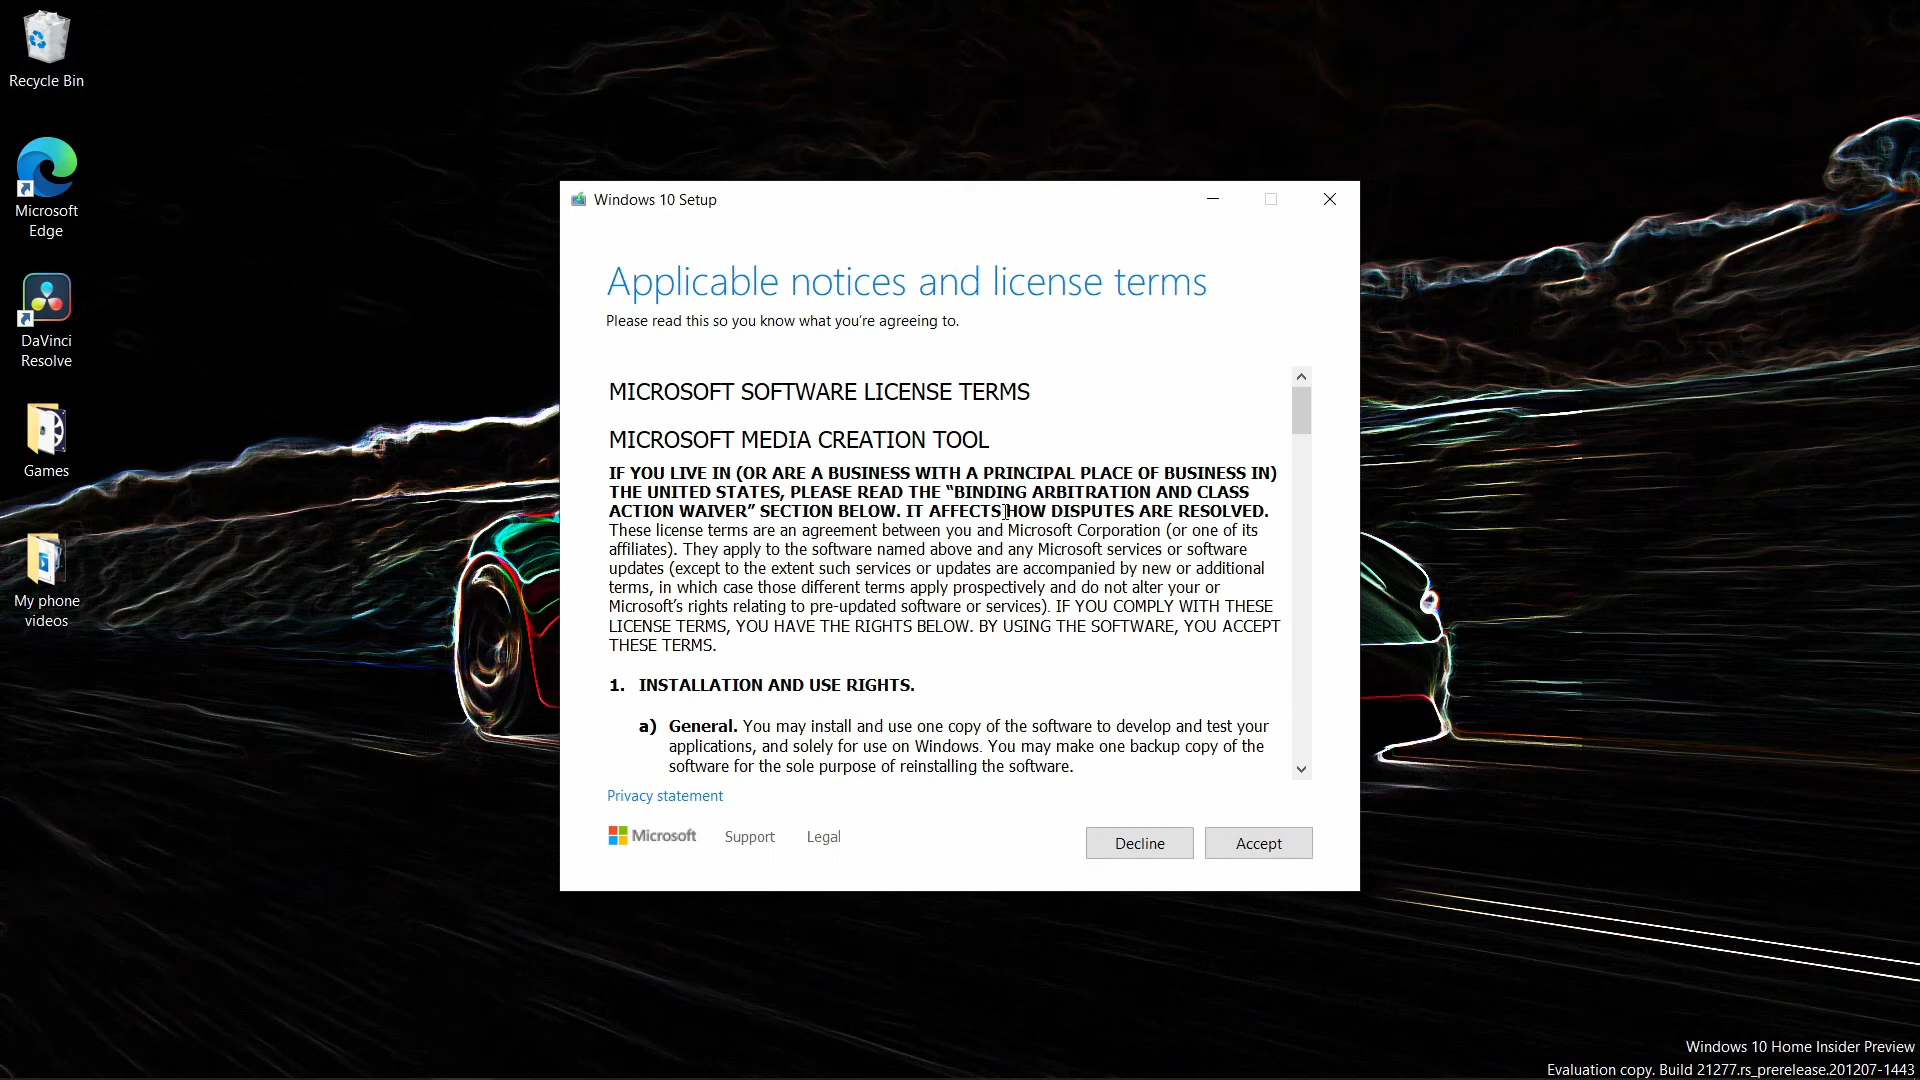 Recycle Bin
Microsoft
Edge
DaVinci
Resolve
Games
My phone
videos
Windows 10 Setup
Applicable notices and license terms
Please read this so you know what you're agreeing to.
MICROSOFT SOFTWARE LICENSE TERMS
MICROSOFT MEDIA CREATION TOOL
IF YOU LIVE IN (OR ARE A BUSINESS WITH A PRINCIPAL PLACE OF BUSINESS IN)
THE UNITED STATES, PLEASE READ THE “BINDING ARBITRATION AND CLASS
ACTION WAIVER” SECTION BELOW. IT AFFECTS HOW DISPUTES ARE RESOLVED.
These license terms are an agreement between you and Microsoft Corporation (or one of its
affiliates). They apply to the software named above and any Microsoft services or software
updates (except to the extent such services or updates are accompanied by new or additional
terms, in which case those different terms apply prospectively and do not alter your or
Microsoft’s rights relating to pre-updated software or services). IF YOU COMPLY WITH THESE
LICENSE TERMS, YOU HAVE THE RIGHTS BELOW. BY USING THE SOFTWARE, YOU ACCEPT
THESE TERMS.
1. INSTALLATION AND USE RIGHTS.
a) General. You may install and use one copy of the software to develop and test your
applications, and solely for use on Windows. You may make one backup copy of the
software for the sole purpose of reinstalling the software.
Privacy statement
Microsoft Support Legal
Decline Accept
Windows 10 Home Insider Preview
Evaluation copy. Build 21277.rs_prerelease.201207-1443